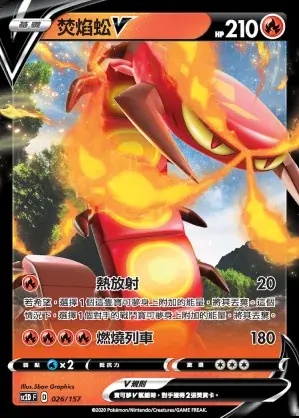 基礎 焚焰蚣V HP 210
熱放射 20
若希望,選擇1個這隻寶可夢身上附加的能量,將其丟棄。這個
情況下,選擇1個對手的戰鬥寶可夢身上附加的能量,將其丟棄。
燃燒列車 180
弱點 ×2 抵抗力 撤退
V規則
當寶可夢V氣絕時,對手獲得2張獎賞卡。
Illus.5ban Graphics
SC2D F D 026/157
©2020 Pokémon/Nintendo/Creatures/GAME FREAK.